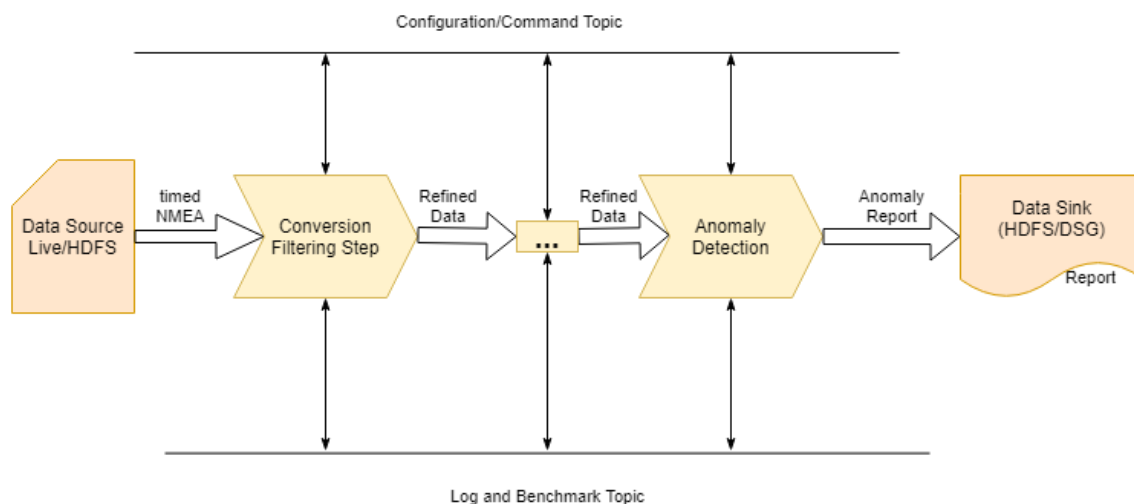 Configuration/Command Topic
timed
NMEA
Refined
Data
Refined
Data
Anomaly
Report
Data Source
Live/HDFS
Conversion
Filtering Step
...
Anomaly
Detection
Data Sink
(HDFS/DSG)
Report
Log and Benchmark Topic